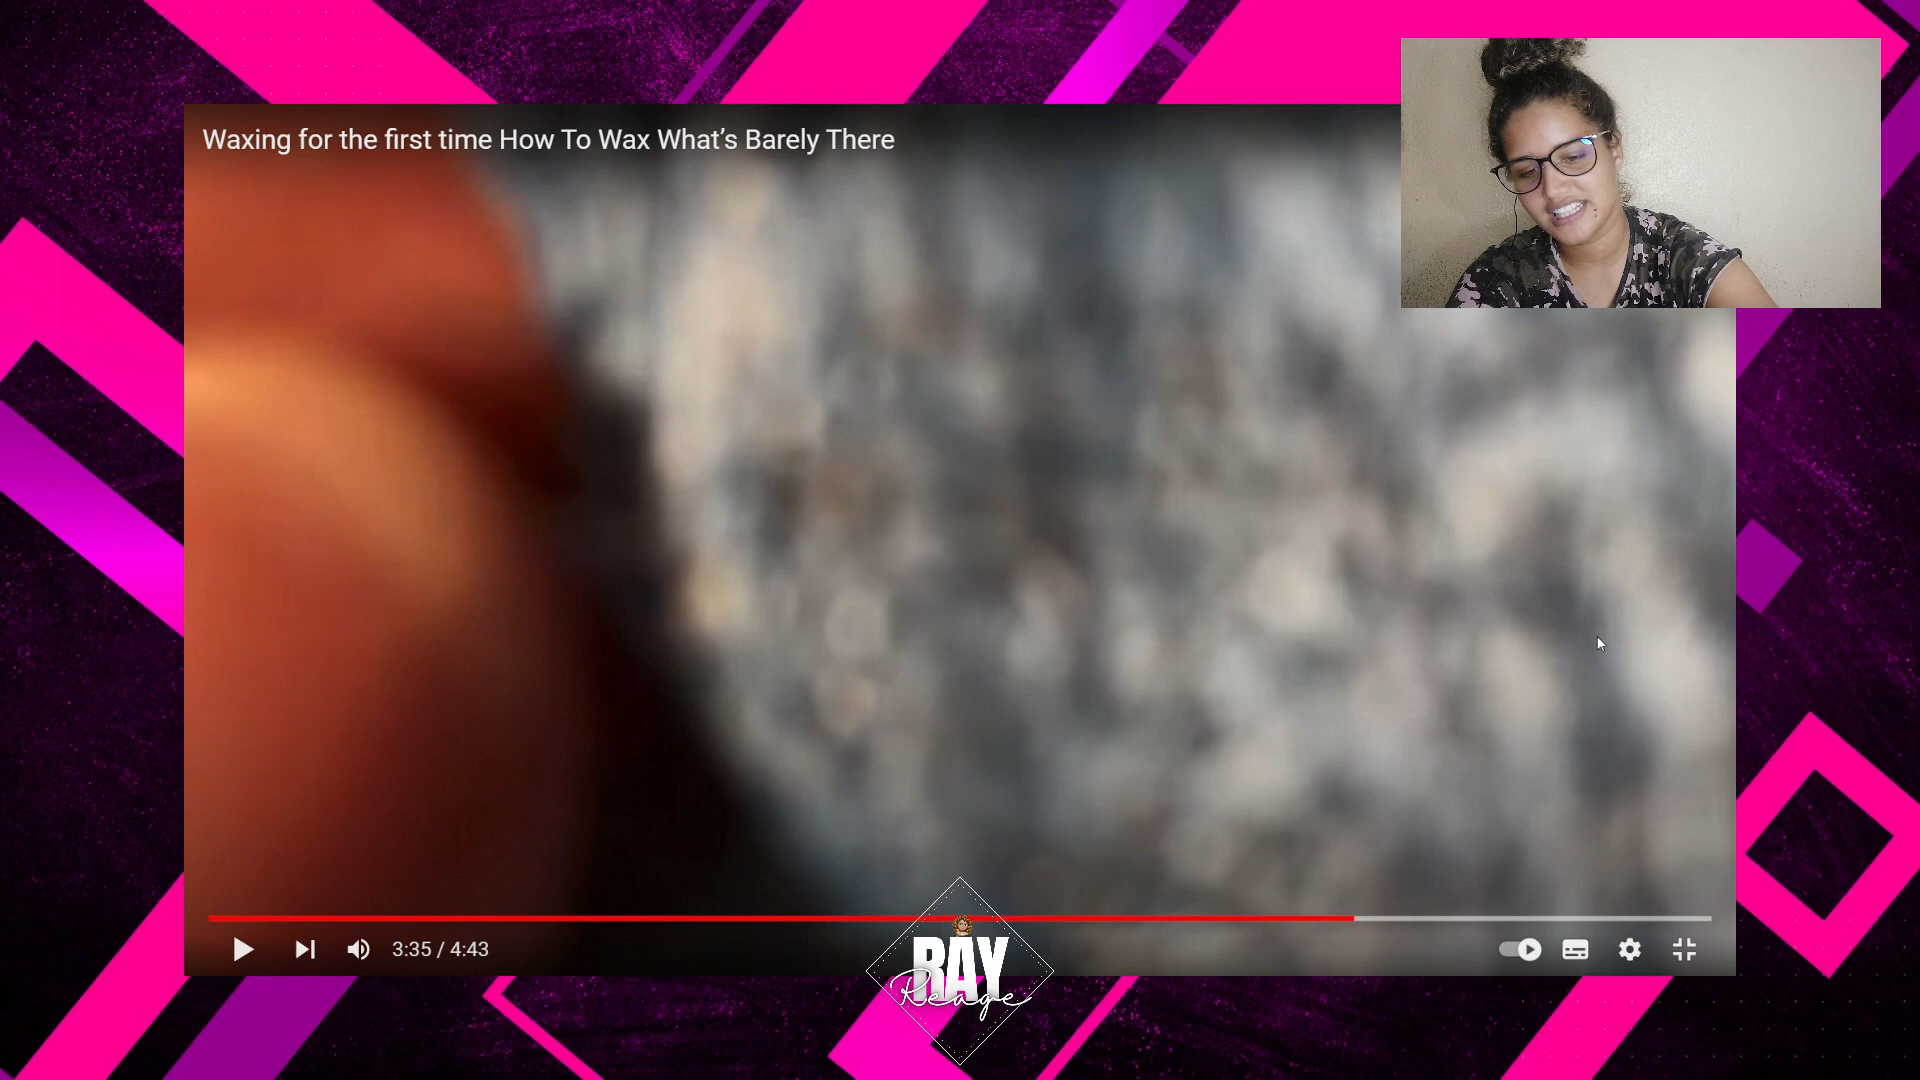 Waxing for the first time How To Wax What's Barely There
3:35 / 4:43
RAY
Reage